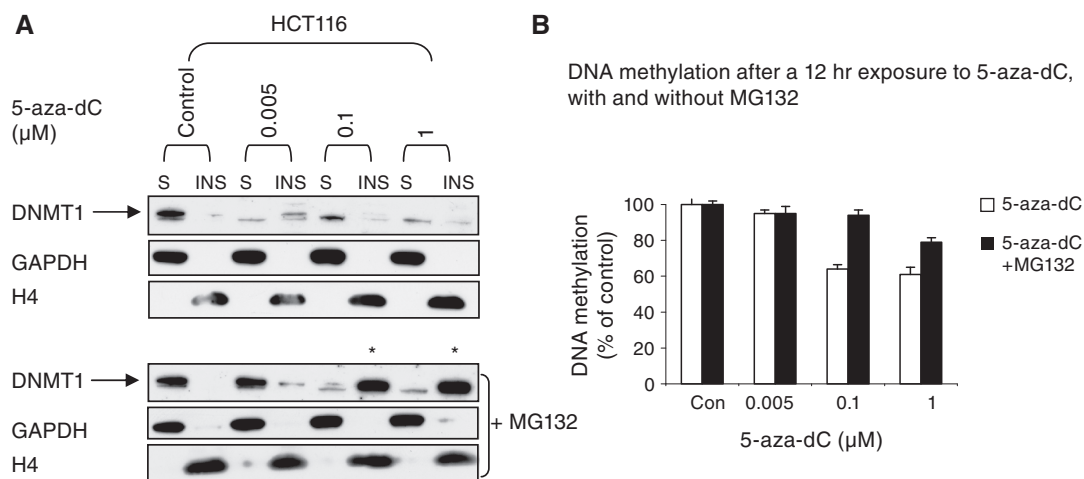 A
HCT116
5-aza-dC
(µM)
Control
0.005
0.1
1
S INS S INS S INS S INS
DNMT1
GAPDH
H4
* *
DNMT1
GAPDH
H4
+ MG132
B
DNA methylation after a 12 hr exposure to 5-aza-dC,
with and without MG132
DNA methylation
(% of control)
100
80
60
40
20
0
Con 0.005 0.1 1
5-aza-dC (µM)
5-aza-dC
5-aza-dC
+MG132